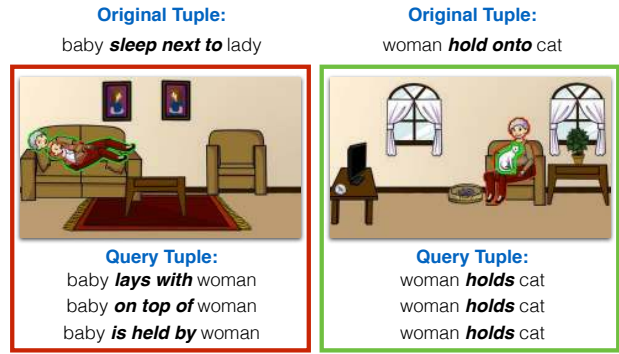 Original Tuple:
baby sleep next to lady
Query Tuple:
baby lays with woman
baby on top of woman
baby is held by woman
Original Tuple:
woman hold onto cat
Query Tuple:
woman holds cat
woman holds cat
woman holds cat